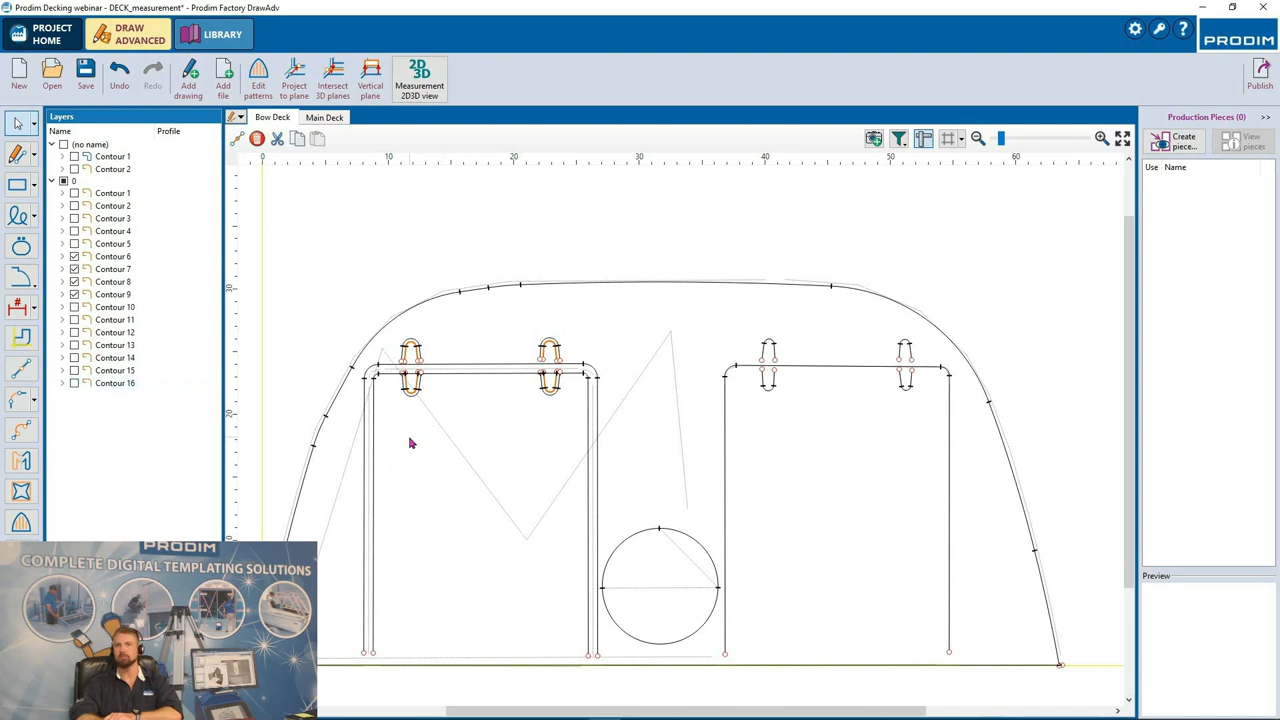 Prodim Decking webinar - DECK_measurement* - Prodim Factory DrawAdv
PROJECT HOME
DRAW ADVANCED
LIBRARY
PRODIM
New
Open
Save
Undo
Redo
Add drawing
Add file
Edit patterns
Project to plane
Intersect 3D planes
Vertical plane
2D 3D
Measurement 2D3D view
Publish
Layers
Name Profile
(no name)
Contour 1
Contour 2
0
Contour 1
Contour 2
Contour 3
Contour 4
Contour 5
Contour 6
Contour 7
Contour 8
Contour 9
Contour 10
Contour 11
Contour 12
Contour 13
Contour 14
Contour 15
Contour 16
Bow Deck Main Deck
0 10 20 30 40 50 60
30
20
Production Pieces (0) >>
Create piece...
View pieces
Use Name
Preview
PRODIM
COMPLETE DIGITAL TEMPLATING SOLUTIONS